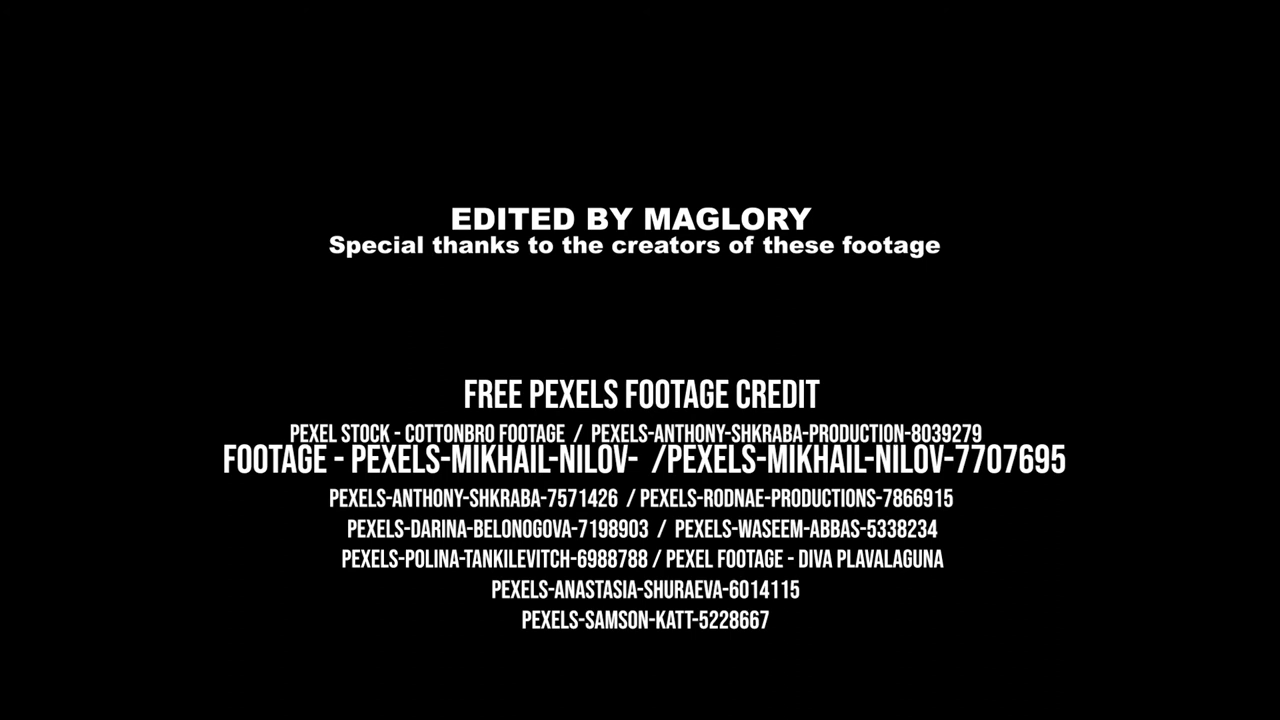 EDITED BY MAGLORY
Special thanks to the creators of these footage
FREE PEXELS FOOTAGE CREDIT
PEXEL STOCK - COTTONBRO FOOTAGE / PEXELS-ANTHONY-SHKRABA-PRODUCTION-8039279
FOOTAGE - PEXELS-MIKHAIL-NILOV- /PEXELS-MIKHAIL-NILOV-7707695
PEXELS-ANTHONY-SHKRABA-7571426 / PEXELS-RODNAE-PRODUCTIONS-7866915
PEXELS-DARINA-BELONOGOVA-7198903 / PEXELS-WASEEM-ABBAS-5338234
PEXELS-POLINA-TANKILEVITCH-6988788 / PEXEL FOOTAGE - DIVA PLAVALAGUNA
PEXELS-ANASTASIA-SHURAEVA-6014115
PEXELS-SAMSON-KATT-5228667